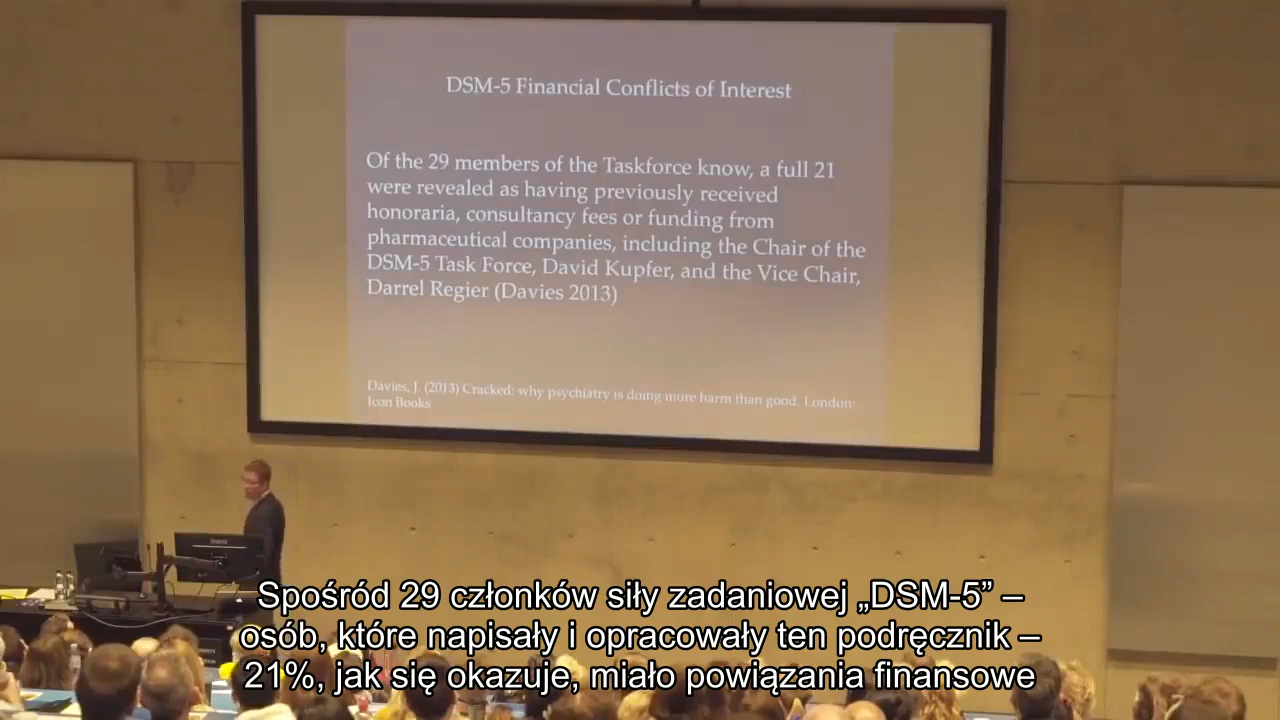 DSM-5 Financial Conflicts of Interest
Of the 29 members of the Taskforce know, a full 21
were revealed as having previously received
honoraria, consultancy fees or funding from
pharmaceutical companies, including the Chair of the
DSM-5 Task Force, David Kupfer, and the Vice Chair,
Darrel Regier (Davies 2013)
Davies, J. (2013) Cracked: why psychiatry is doing more harm than good. London:
Icon Books
Spośród 29 członków siły zadaniowej „DSM-5” –
osób, które napisały i opracowały ten podręcznik –
21%, jak się okazuje, miało powiązania finansowe